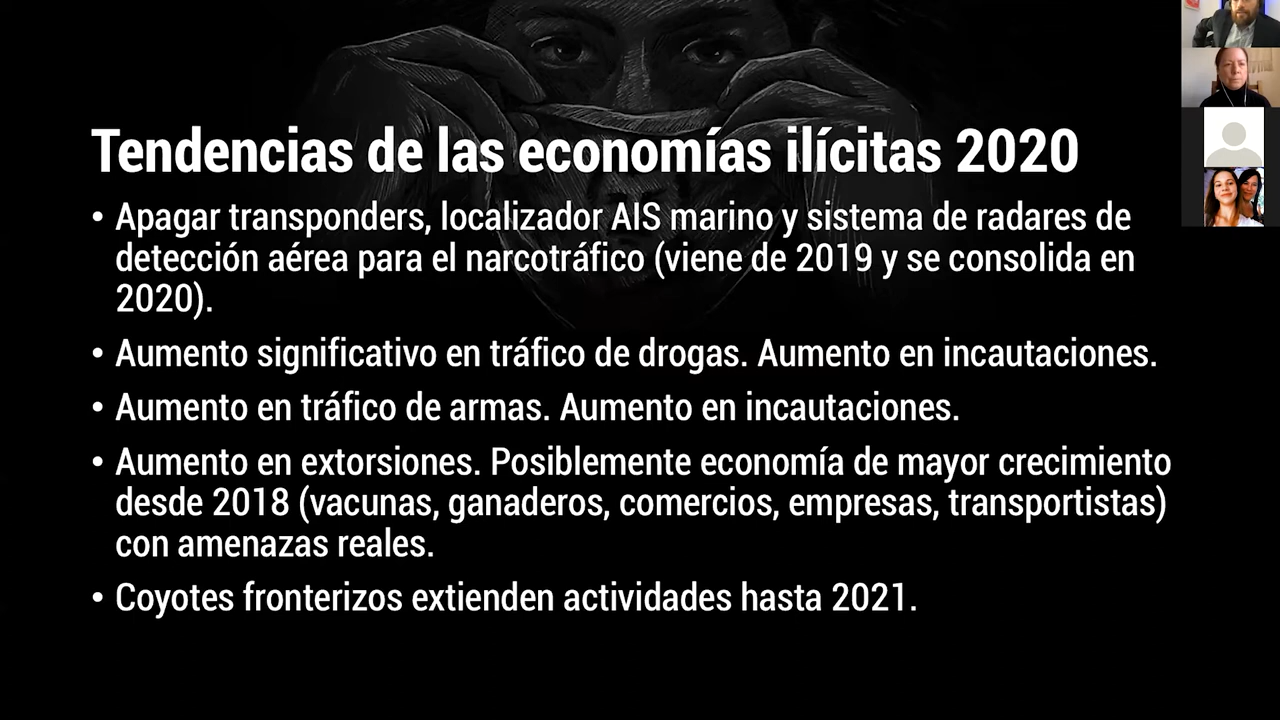 Tendencias de las economías ilícitas 2020
• Apagar transponders, localizador AIS marino y sistema de radares de
detección aérea para el narcotráfico (viene de 2019 y se consolida en
2020).
• Aumento significativo en tráfico de drogas. Aumento en incautaciones.
• Aumento en tráfico de armas. Aumento en incautaciones.
• Aumento en extorsiones. Posiblemente economía de mayor crecimiento
desde 2018 (vacunas, ganaderos, comercios, empresas, transportistas)
con amenazas reales.
• Coyotes fronterizos extienden actividades hasta 2021.